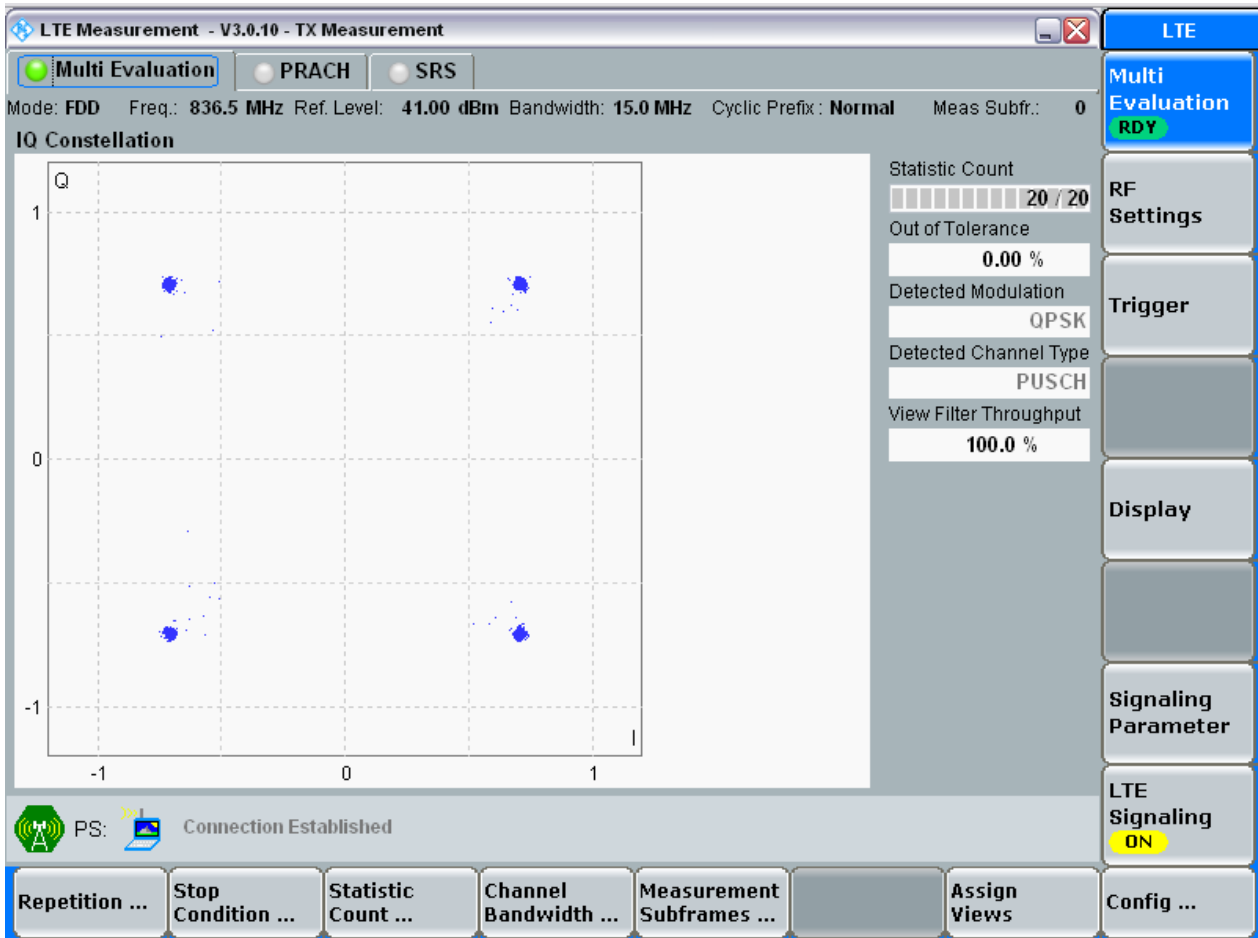 LTE Measurement - V3.0.10 - TX Measurement
LTE
Multi Evaluation
PRACH
SRS
Multi
Evaluation
RDY
Mode: FDD Freq.: 836.5 MHz Ref. Level: 41.00 dBm Bandwidth: 15.0 MHz Cyclic Prefix : Normal Meas Subfr.: 0
IQ Constellation
Q
1
0
-1
-1 0 1
I
Statistic Count
20 / 20
Out of Tolerance
0.00 %
Detected Modulation
QPSK
Detected Channel Type
PUSCH
View Filter Throughput
100.0 %
RF
Settings
Trigger
Display
Signaling
Parameter
LTE
Signaling
ON
PS: Connection Established
Repetition ...
Stop
Condition ...
Statistic
Count ...
Channel
Bandwidth ...
Measurement
Subframes ...
Assign
Views
Config ...